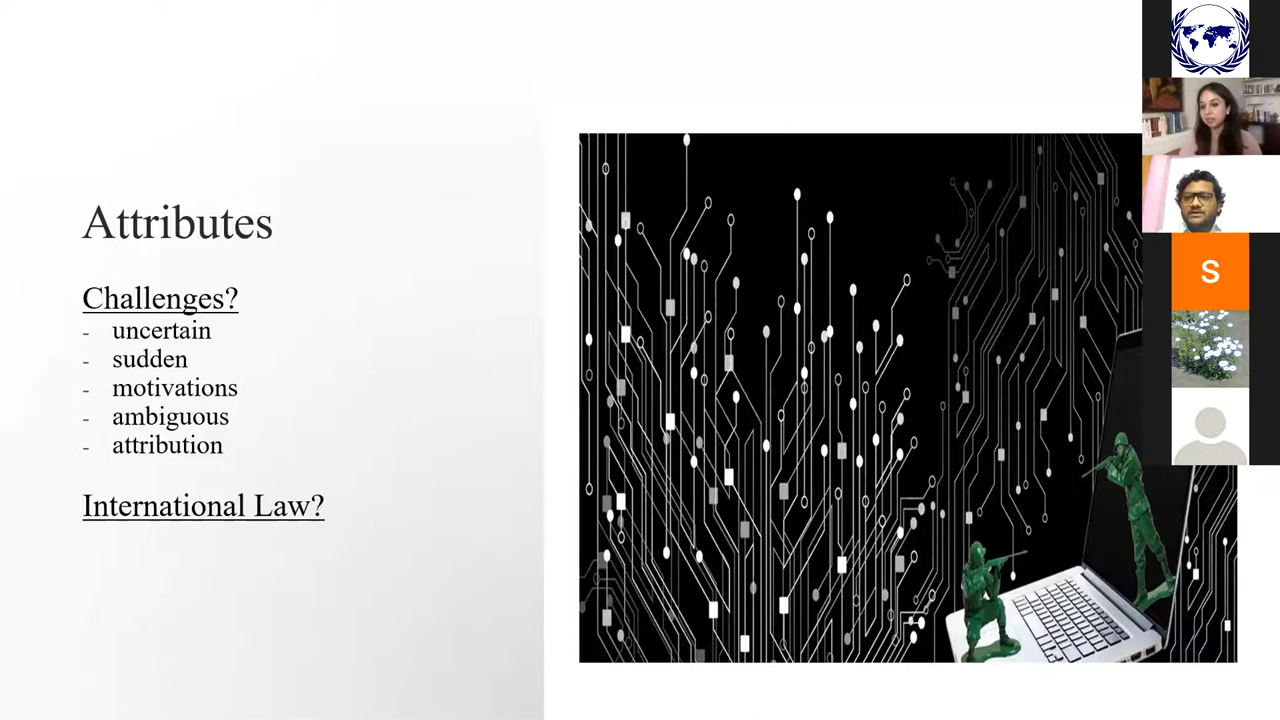 Attributes
Challenges?
- uncertain
- sudden
- motivations
- ambiguous
- attribution
International Law?
S